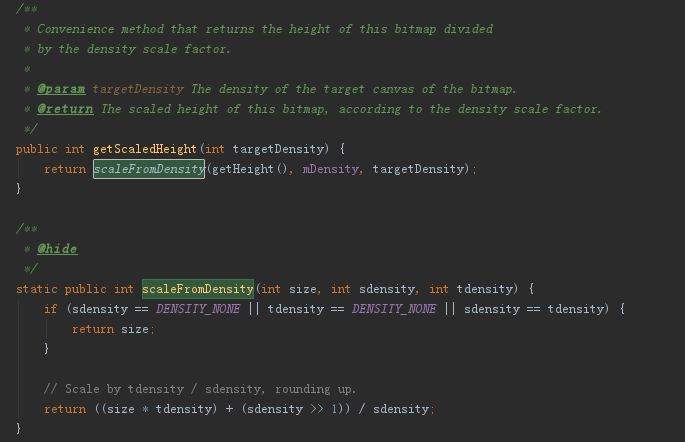 /**
 * Convenience method that returns the height of this bitmap divided
 * by the density scale factor.
 *
 * @param targetDensity The density of the target canvas of the bitmap.
 * @return The scaled height of this bitmap, according to the density scale factor.
 */
public int getScaledHeight(int targetDensity) {
    return scaleFromDensity(getHeight(), mDensity, targetDensity);
}

/**
 * @hide
 */
static public int scaleFromDensity(int size, int sdensity, int tdensity) {
    if (sdensity == DENSITY_NONE || tdensity == DENSITY_NONE || sdensity == tdensity) {
        return size;
    }

    // Scale by tdensity / sdensity, rounding up.
    return ((size * tdensity) + (sdensity >> 1)) / sdensity;
}